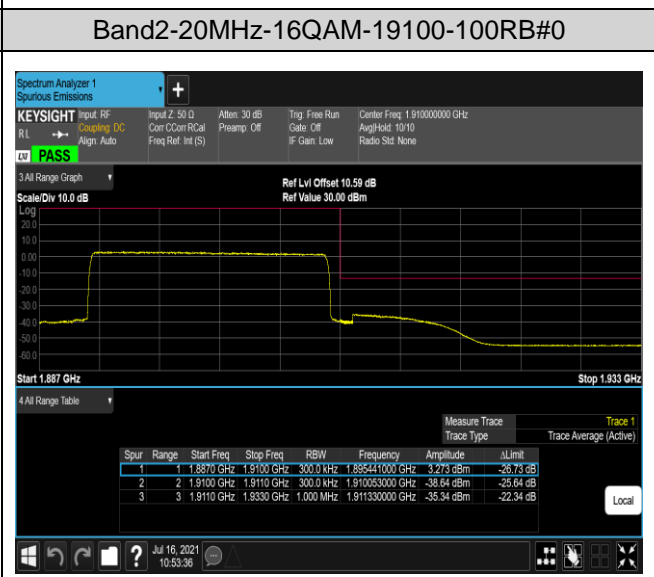 Band2-20MHz-16QAM-19100-100RB#0
Spectrum Analyzer 1
Spurious Emissions
+
KEYSIGHT Input: RF Input Z: 50 Ω Atten: 30 dB Trig: Free Run Center Freq: 1.910000000 GHz
RL Coupling: DC Corr CCorr RCal Preamp: Off Gate: Off Avg|Hold: 10/10
Align: Auto Freq Ref: Int (S) IF Gain: Low Radio Std: None
LXI PASS
3 All Range Graph
Ref Lvl Offset 10.59 dB
Scale/Div 10.0 dB Ref Value 30.00 dBm
Log
20.0
10.0
0.00
-10.0
-20.0
-30.0
-40.0
-50.0
-60.0
Start 1.887 GHz Stop 1.933 GHz
4 All Range Table
Measure Trace Trace 1
Trace Type Trace Average (Active)
Spur Range Start Freq Stop Freq RBW Frequency Amplitude ΔLimit
1 1 1.8870 GHz 1.9100 GHz 300.0 kHz 1.895441000 GHz 3.273 dBm -26.73 dB
2 2 1.9100 GHz 1.9110 GHz 300.0 kHz 1.910053000 GHz -38.64 dBm -25.64 dB
3 3 1.9110 GHz 1.9330 GHz 1.000 MHz 1.911330000 GHz -35.34 dBm -22.34 dB
Local
? Jul 16, 2021
10:53:36